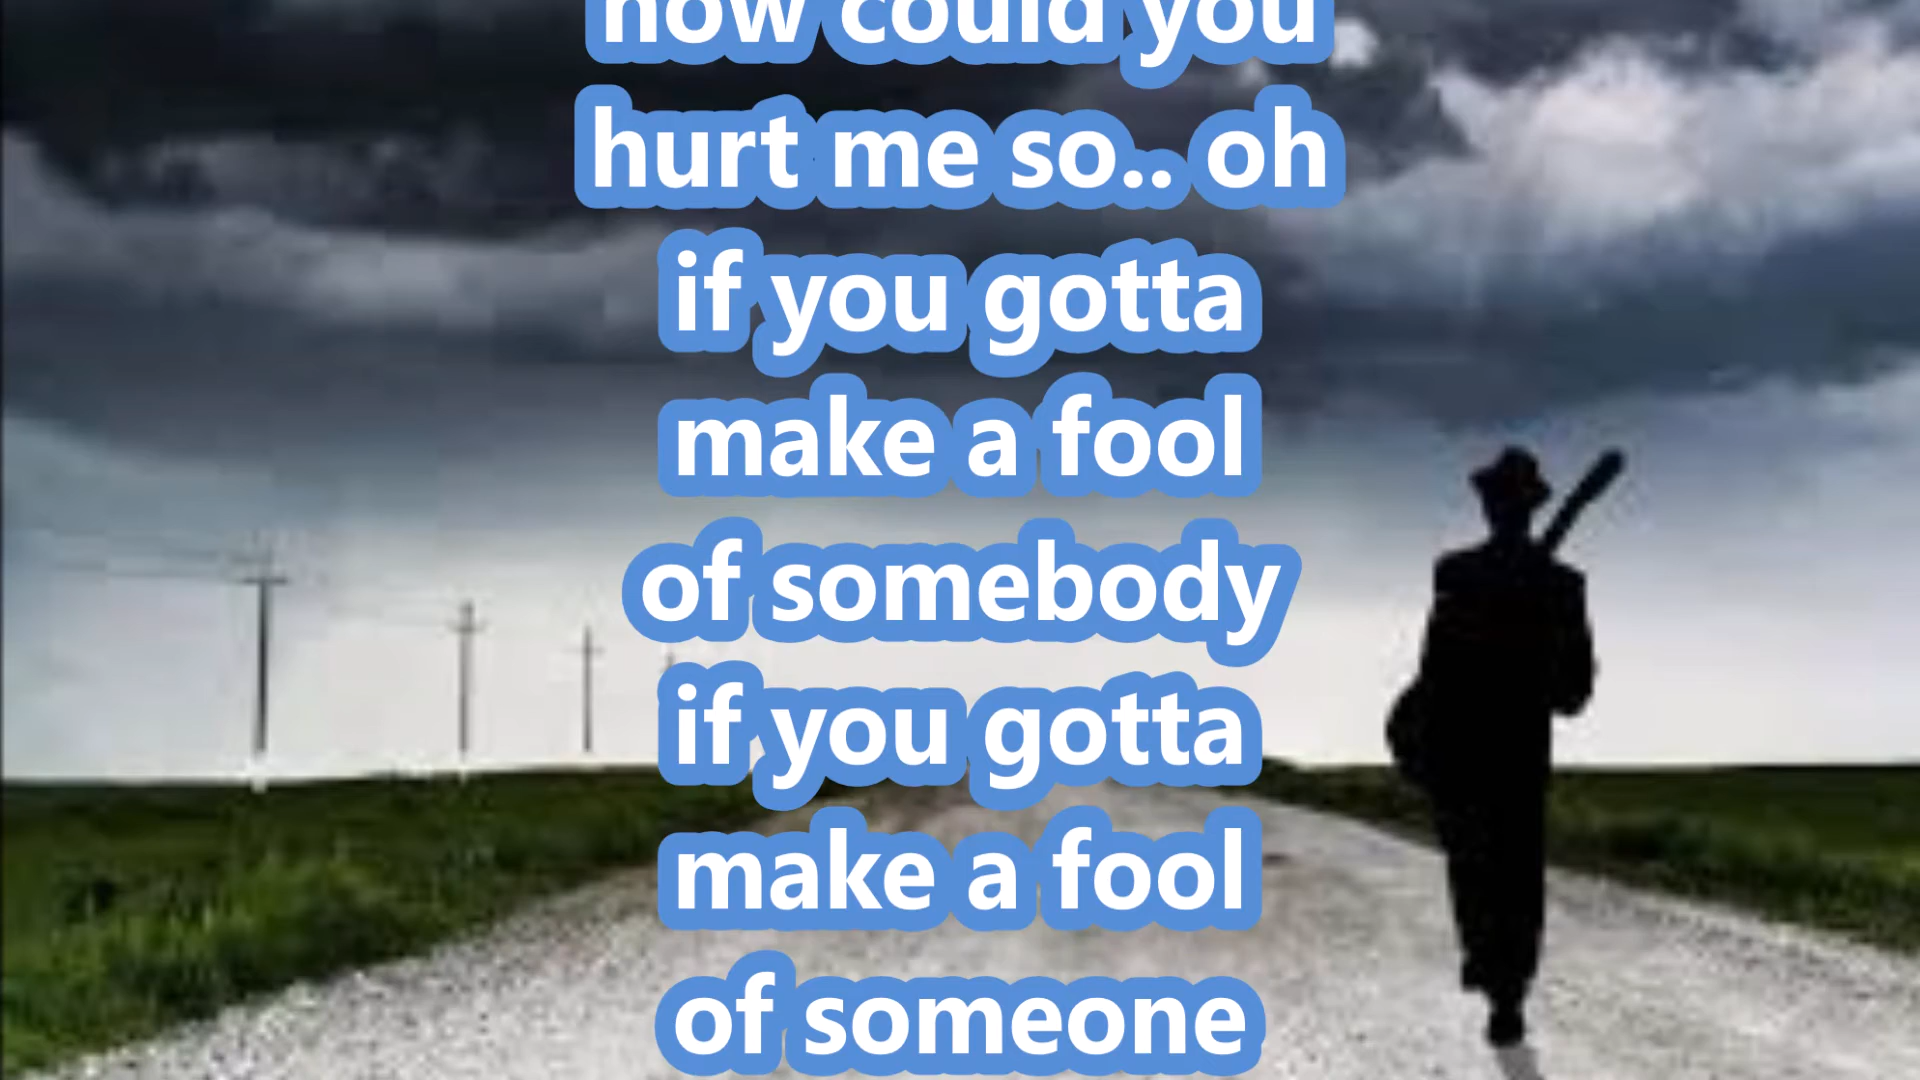 how could you
hurt me so.. oh
if you gotta
make a fool
of somebody
if you gotta
make a fool
of someone